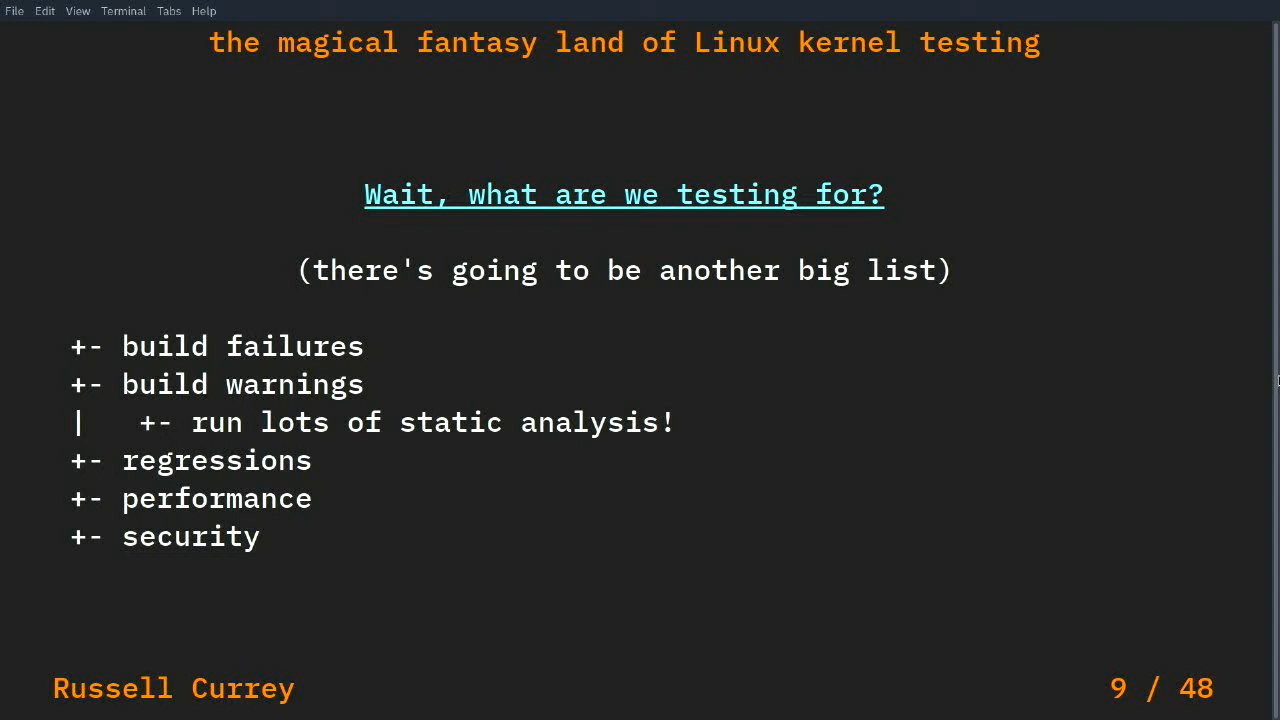 File Edit View Terminal Tabs Help
the magical fantasy land of Linux kernel testing
Wait, what are we testing for?
(there's going to be another big list)
+- build failures
+- build warnings
|   +- run lots of static analysis!
+- regressions
+- performance
+- security
Russell Currey 9 / 48